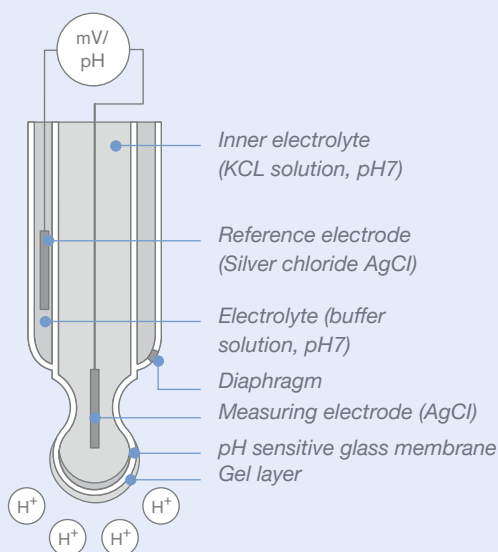 mV/
pH
Inner electrolyte
(KCL solution, pH7)
Reference electrode
(Silver chloride AgCl)
Electrolyte (buffer
solution, pH7)
Diaphragm
Measuring electrode (AgCl)
pH sensitive glass membrane
Gel layer
H+
H+
H+
H+